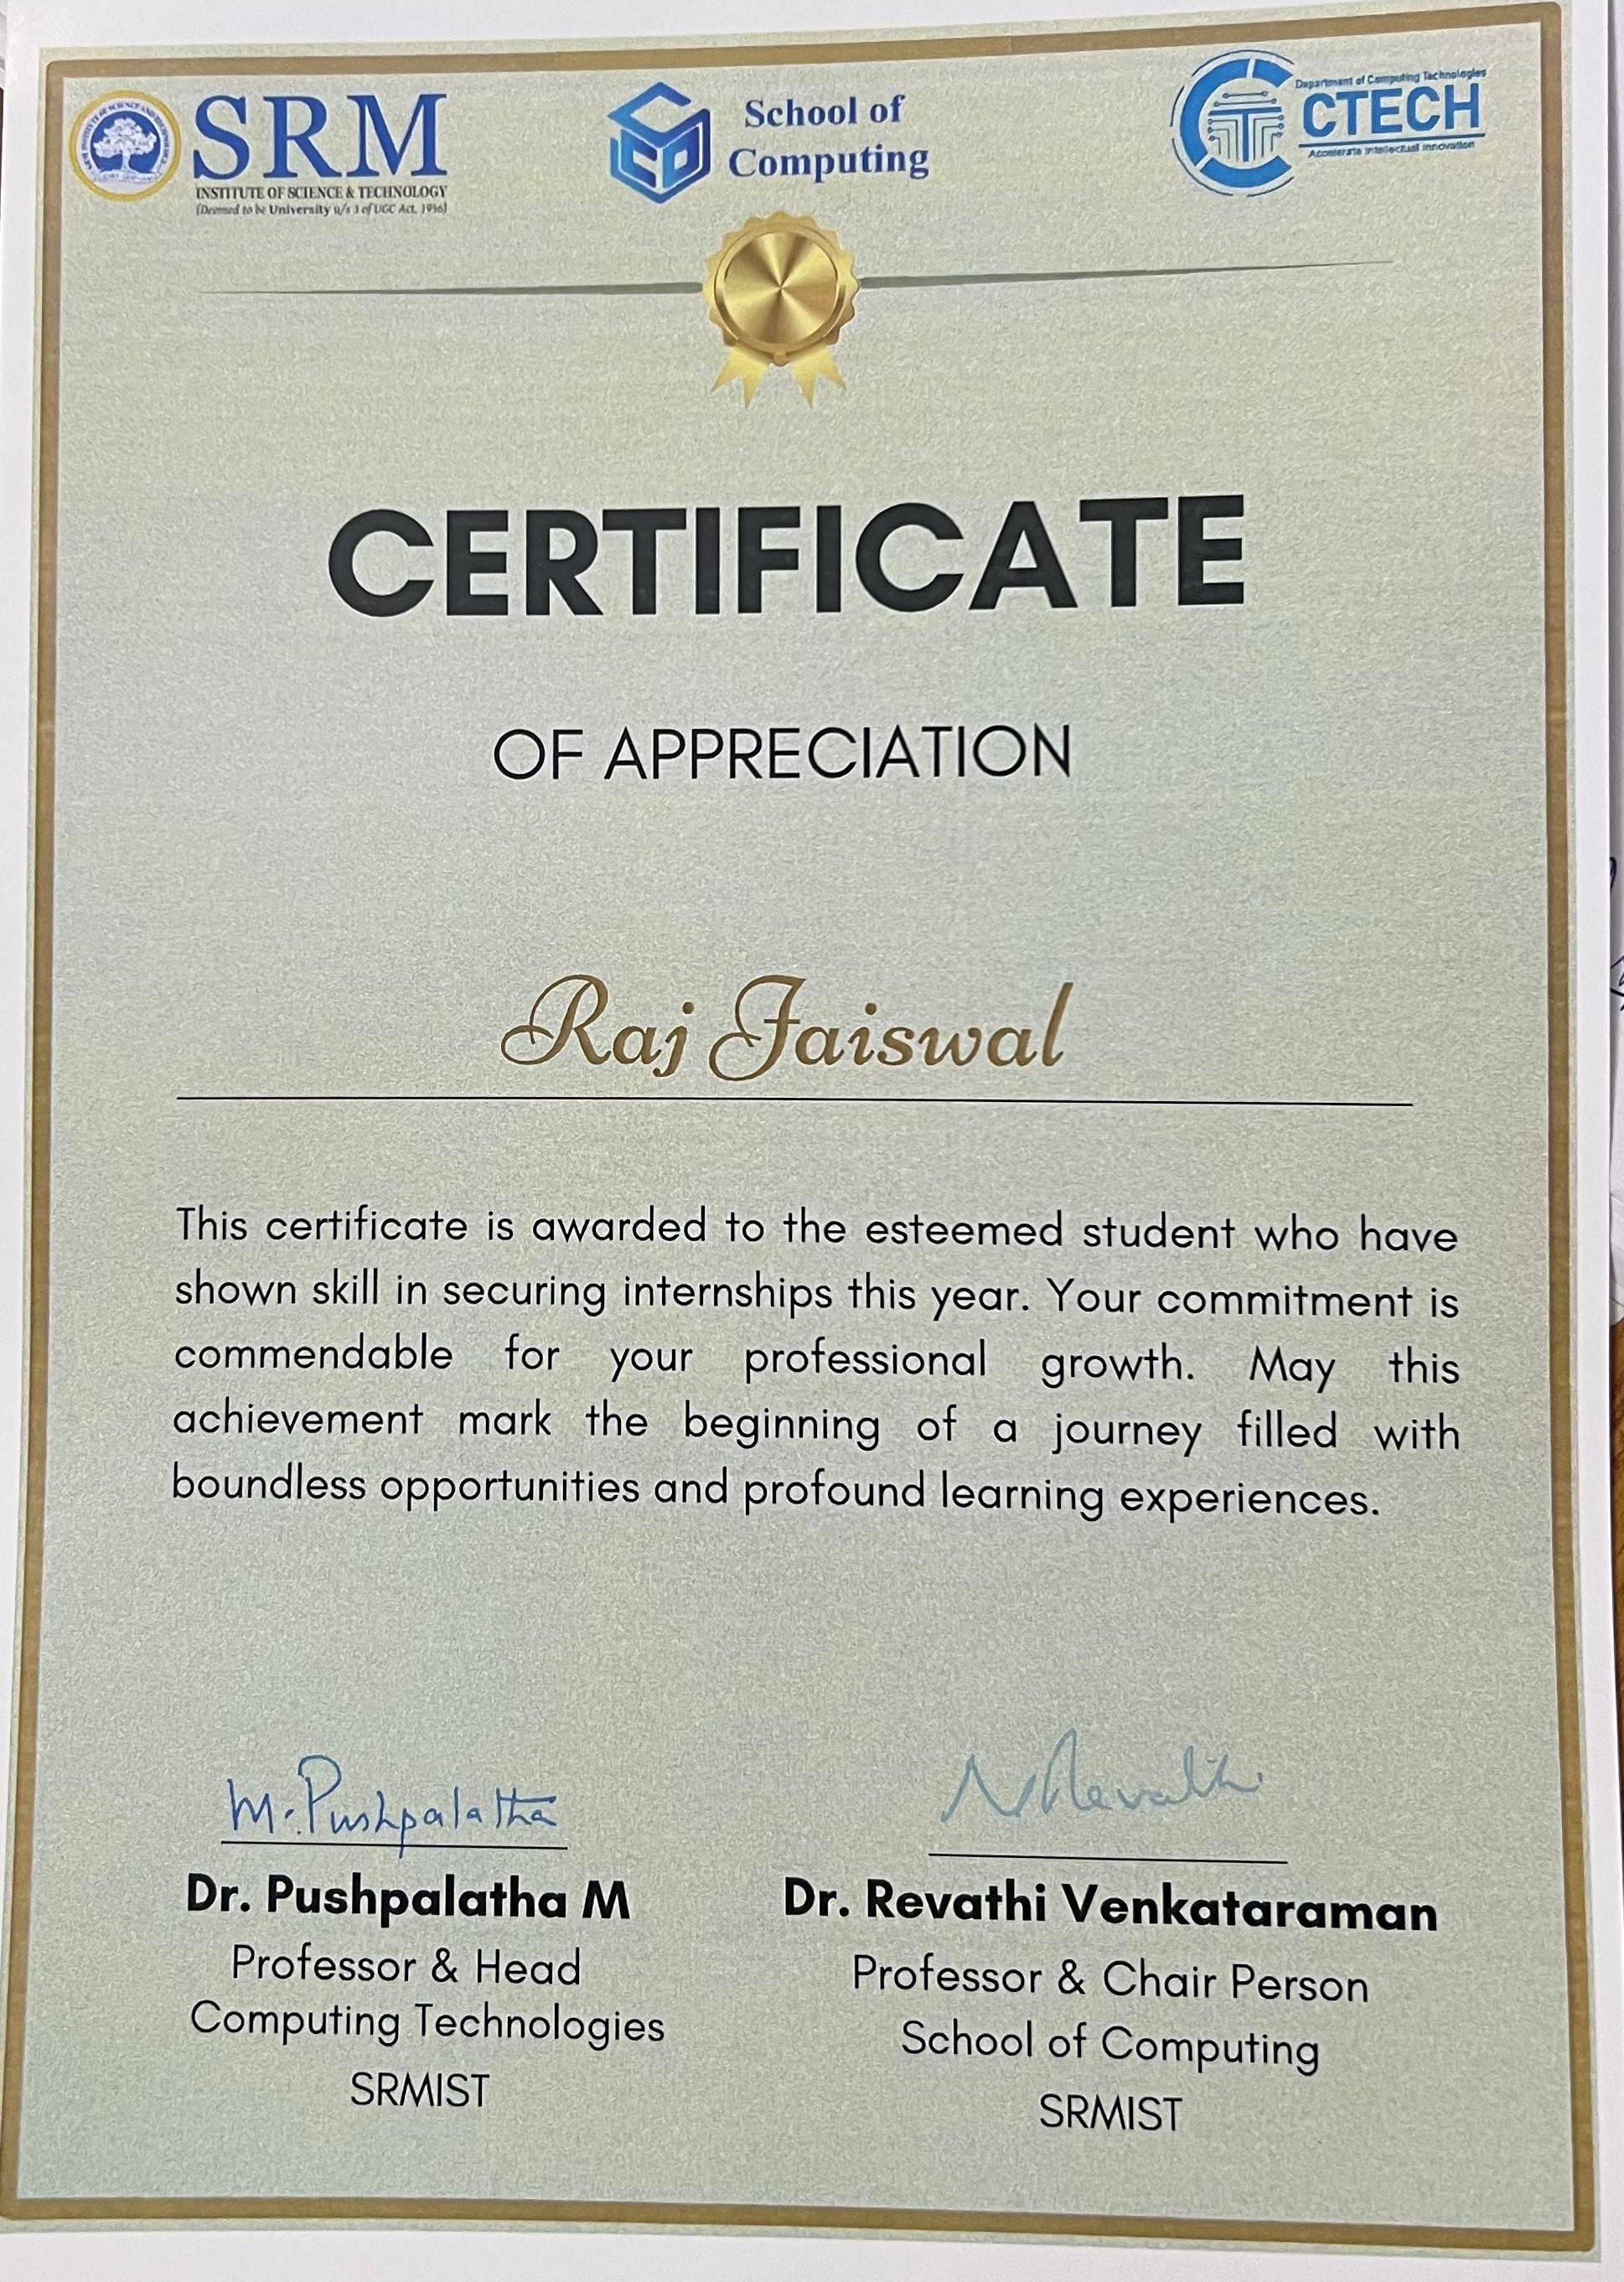 SRM
INSTITUTE OF SCIENCE & TECHNOLOGY
(Deemed to be University u/s 3 of UGC Act, 1956)
School of
Computing
Department of Computing Technologies
CTECH
Accelerate Intellectual Innovation
CERTIFICATE
OF APPRECIATION
Raj Jaiswal
This certificate is awarded to the esteemed student who have
shown skill in securing internships this year. Your commitment is
commendable for your professional growth. May this
achievement mark the beginning of a journey filled with
boundless opportunities and profound learning experiences.
M. Pushpalatha
N Revathi
Dr. Pushpalatha M
Professor & Head
Computing Technologies
SRMIST
Dr. Revathi Venkataraman
Professor & Chair Person
School of Computing
SRMIST